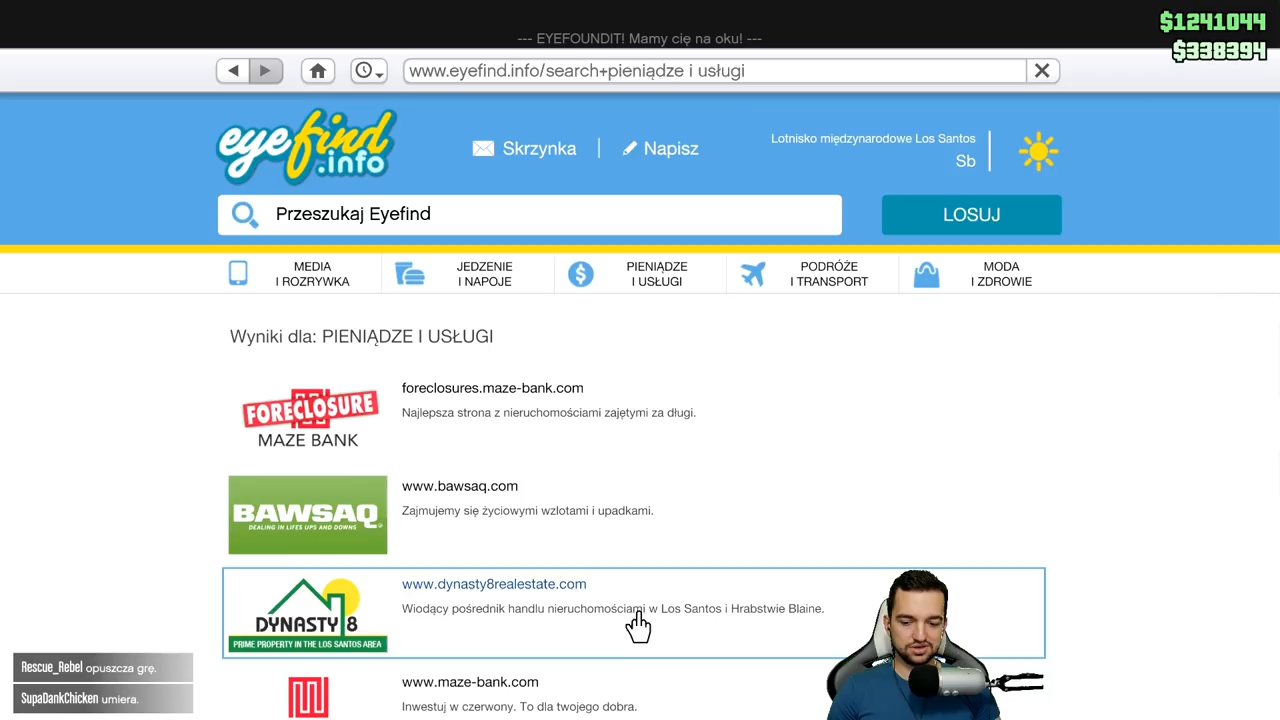 $1241044
--- EYEFOUNDIT! Mamy cię na oku! ---
$338394
www.eyefind.info/search+pieniądze i usługi
eyefind.info
Skrzynka
Napisz
Lotnisko międzynarodowe Los Santos
Sb
Przeszukaj Eyefind
LOSUJ
MEDIA
I ROZRYWKA
JEDZENIE
I NAPOJE
PIENIĄDZE
I USŁUGI
PODRÓŻE
I TRANSPORT
MODA
I ZDROWIE
Wyniki dla: PIENIĄDZE I USŁUGI
FORECLOSURE
MAZE BANK
foreclosures.maze-bank.com
Najlepsza strona z nieruchomościami zajętymi za długi.
BAWSAQ
DEALING IN LIFES UPS AND DOWNS
www.bawsaq.com
Zajmujemy się życiowymi wzlotami i upadkami.
DYNASTY 8
PRIME PROPERTY IN THE LOS SANTOS AREA
www.dynasty8realestate.com
Wiodący pośrednik handlu nieruchomościami w Los Santos i Hrabstwie Blaine.
www.maze-bank.com
Inwestuj w czerwony. To dla twojego dobra.
Rescue_Rebel opuszcza grę.
SupaDankChicken umiera.